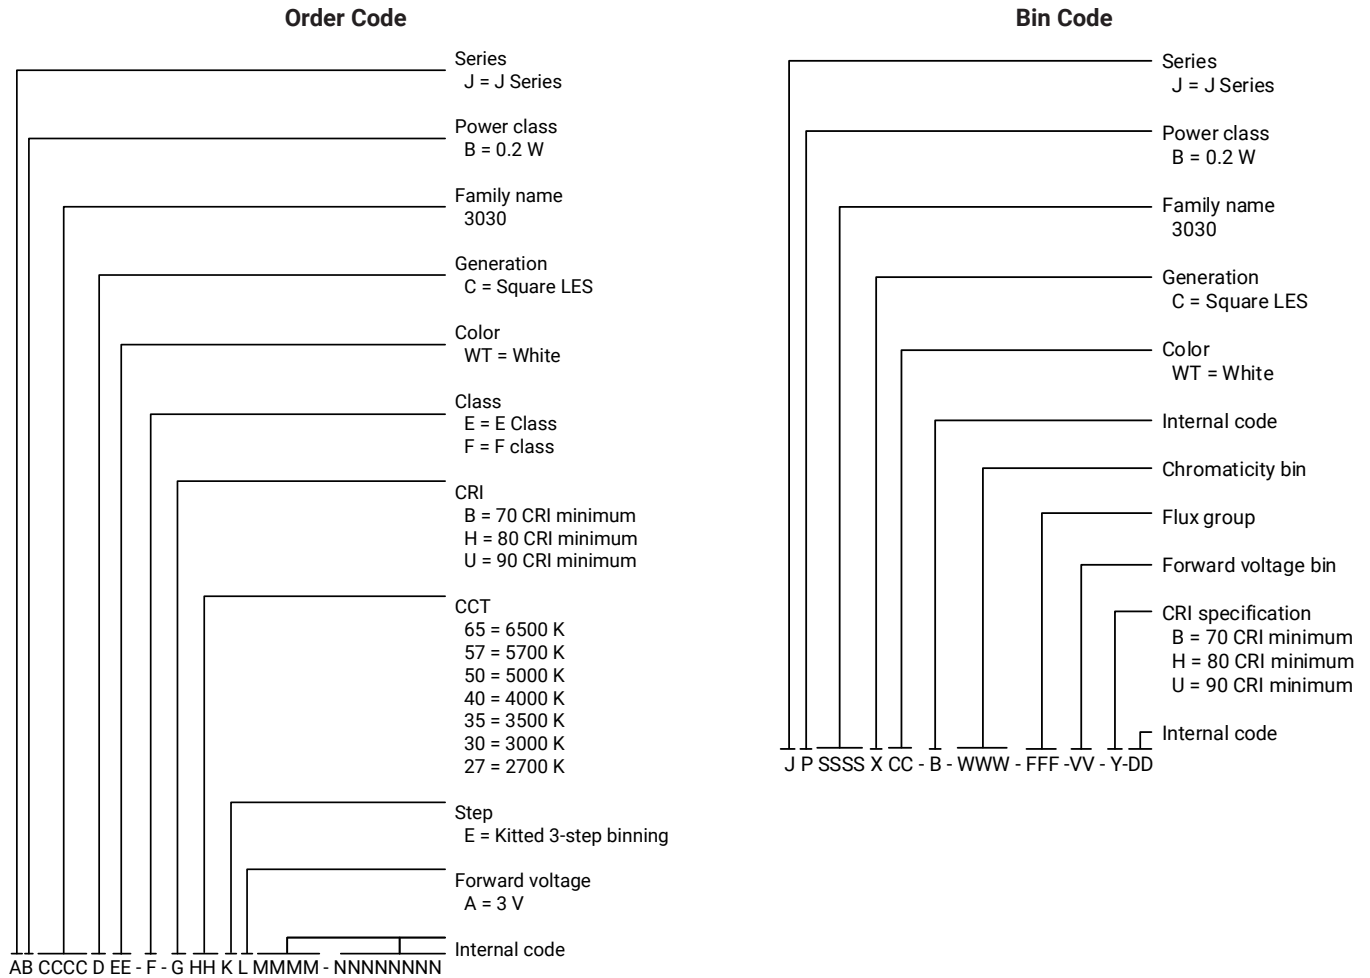 Order Code
Series
J = J Series
Power class
B = 0.2 W
Family name
3030
Generation
C = Square LES
Color
WT = White
Class
E = E Class
F = F class
CRI
B = 70 CRI minimum
H = 80 CRI minimum
U = 90 CRI minimum
CCT
65 = 6500 K
57 = 5700 K
50 = 5000 K
40 = 4000 K
35 = 3500 K
30 = 3000 K
27 = 2700 K
Step
E = Kitted 3-step binning
Forward voltage
A = 3 V
Internal code
AB CCCC D EE - F - G HH K L MMMM - NNNNNNNN
Bin Code
Series
J = J Series
Power class
B = 0.2 W
Family name
3030
Generation
C = Square LES
Color
WT = White
Internal code
Chromaticity bin
Flux group
Forward voltage bin
CRI specification
B = 70 CRI minimum
H = 80 CRI minimum
U = 90 CRI minimum
Internal code
J P SSSS X CC - B - WWW - FFF -VV - Y-DD